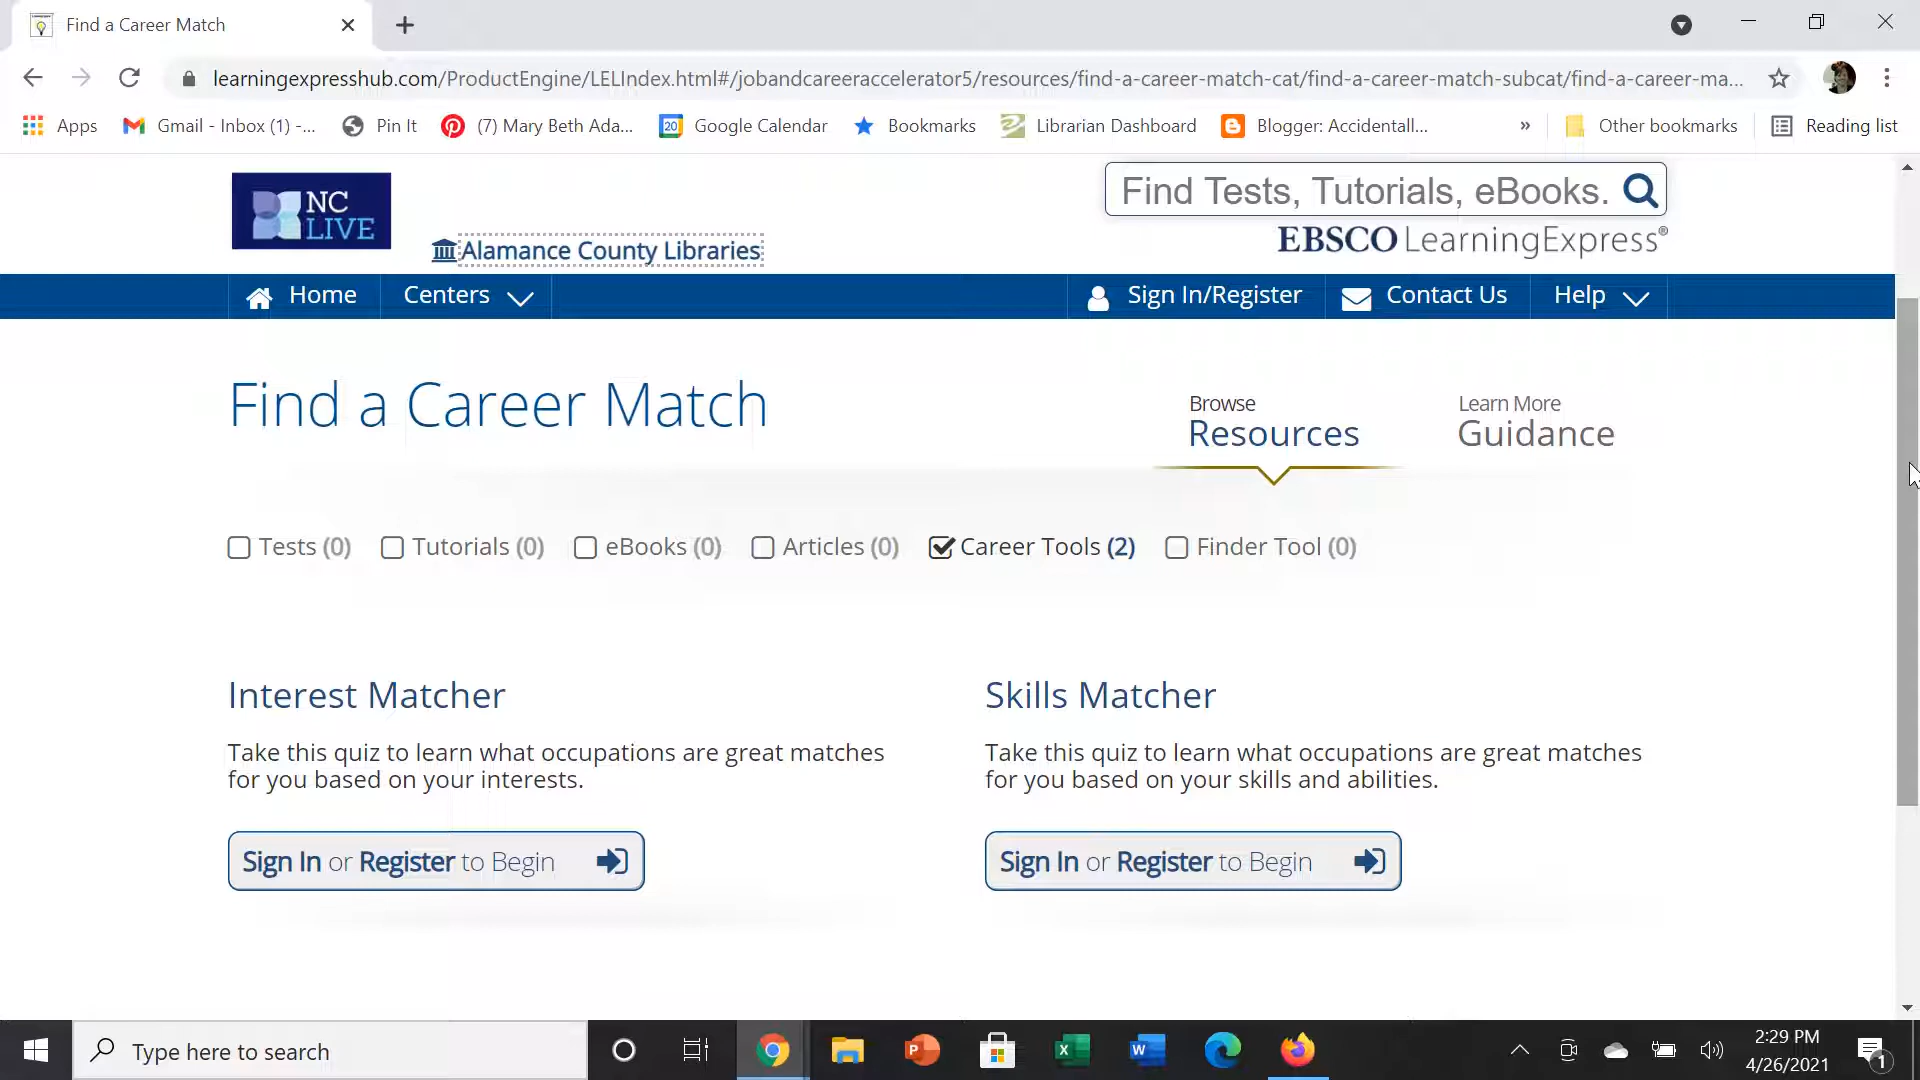 Find a Career Match
learningexpresshub.com/ProductEngine/LELIndex.html#/jobandcareeraccelerator5/resources/find-a-career-match-cat/find-a-career-match-subcat/find-a-career-ma...
Apps
Gmail - Inbox (1) -...
Pin It
(7) Mary Beth Ada...
20
Google Calendar
Bookmarks
Librarian Dashboard
Blogger: Accidentall...
»
Other bookmarks
Reading list
NC
LIVE
Alamance County Libraries
Find Tests, Tutorials, eBooks.
EBSCO LearningExpress®
Home
Centers
Sign In/Register
Contact Us
Help
Find a Career Match
Browse
Resources
Learn More
Guidance
Tests (0)
Tutorials (0)
eBooks (0)
Articles (0)
Career Tools (2)
Finder Tool (0)
Interest Matcher
Take this quiz to learn what occupations are great matches
for you based on your interests.
Sign In or Register to Begin
Skills Matcher
Take this quiz to learn what occupations are great matches
for you based on your skills and abilities.
Sign In or Register to Begin
Type here to search
P
X
W
2:29 PM
4/26/2021
1